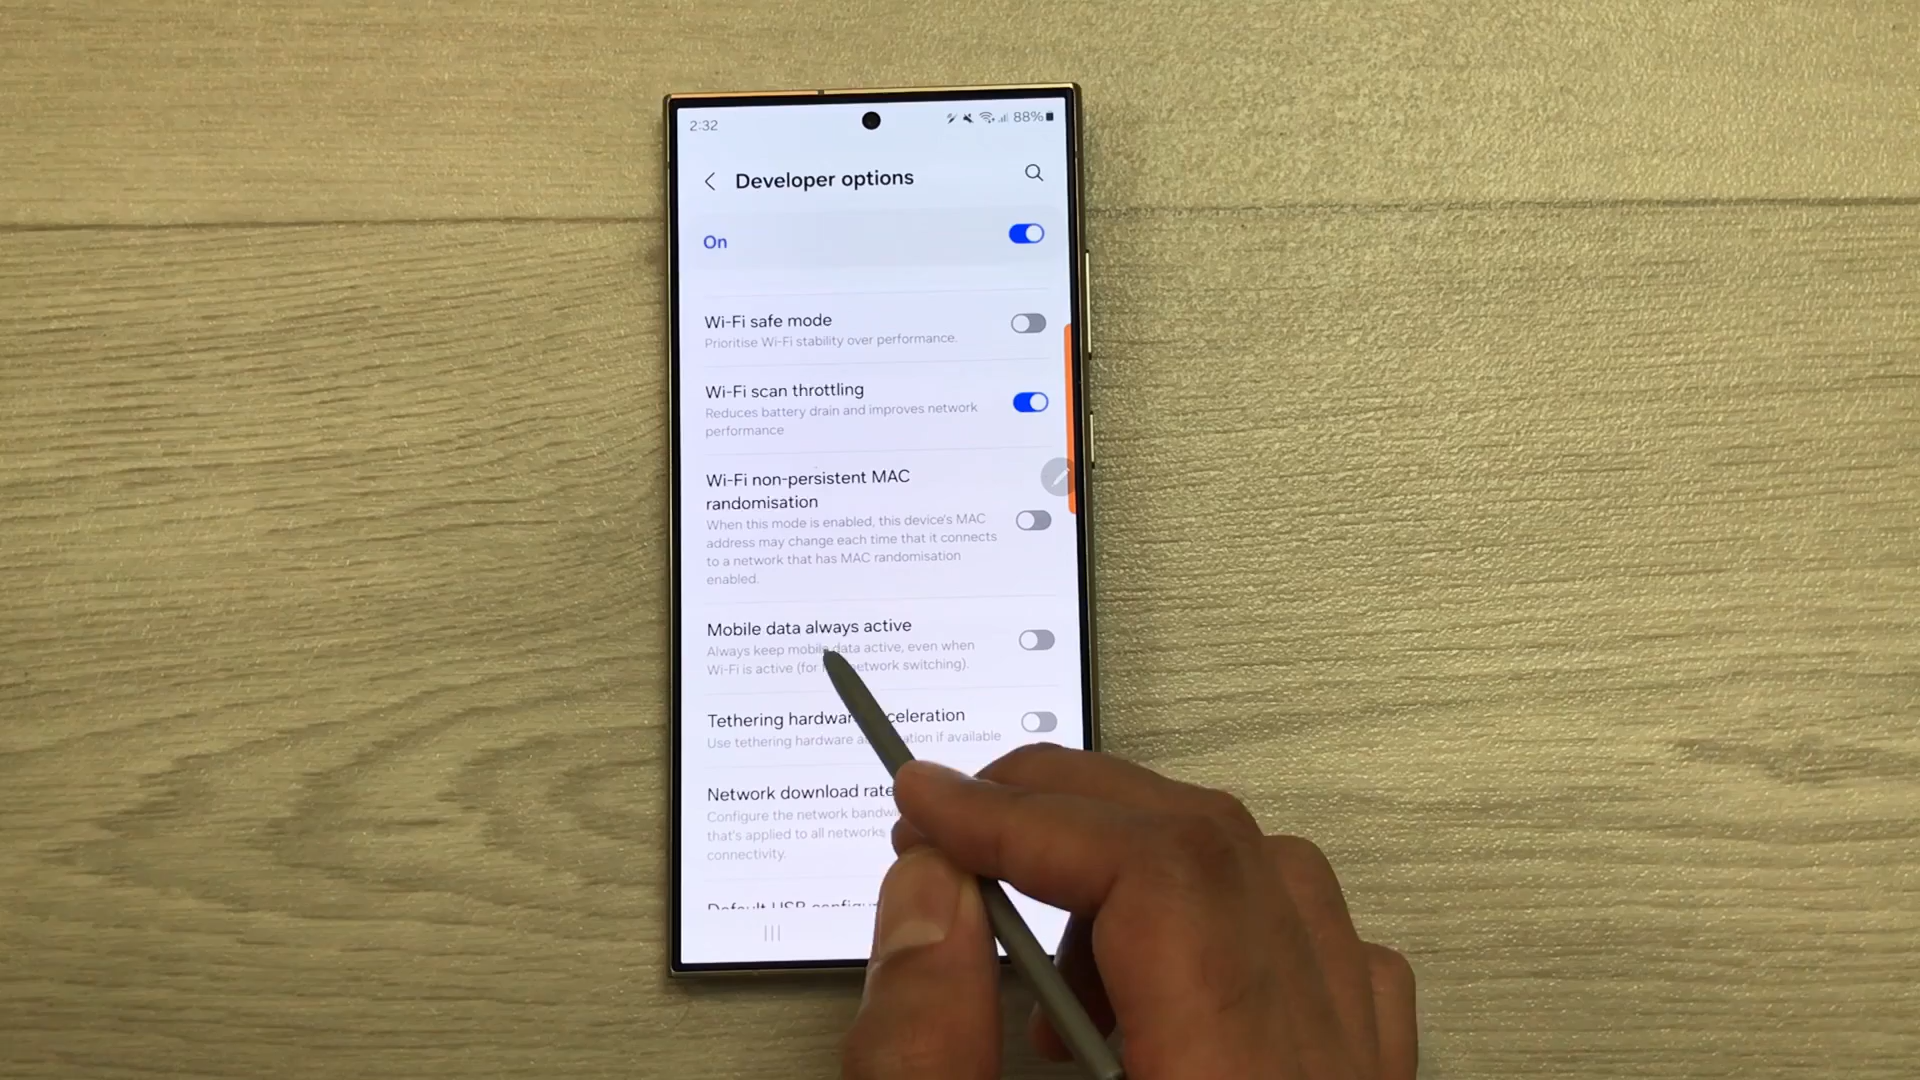 2:32
88%
Developer options
On
Wi-Fi safe mode
Prioritise Wi-Fi stability over performance.
Wi-Fi scan throttling
Reduces battery drain and improves network
performance
Wi-Fi non-persistent MAC
randomisation
When this mode is enabled, this device's MAC
address may change each time that it connects
to a network that has MAC randomisation
enabled.
Mobile data always active
Always keep mobile data active, even when
Wi-Fi is active (for network switching).
Tethering hardware
Use tethering hardware if available
Network download rate
Configure the network
that's applied to all networks
connectivity.
Default USB